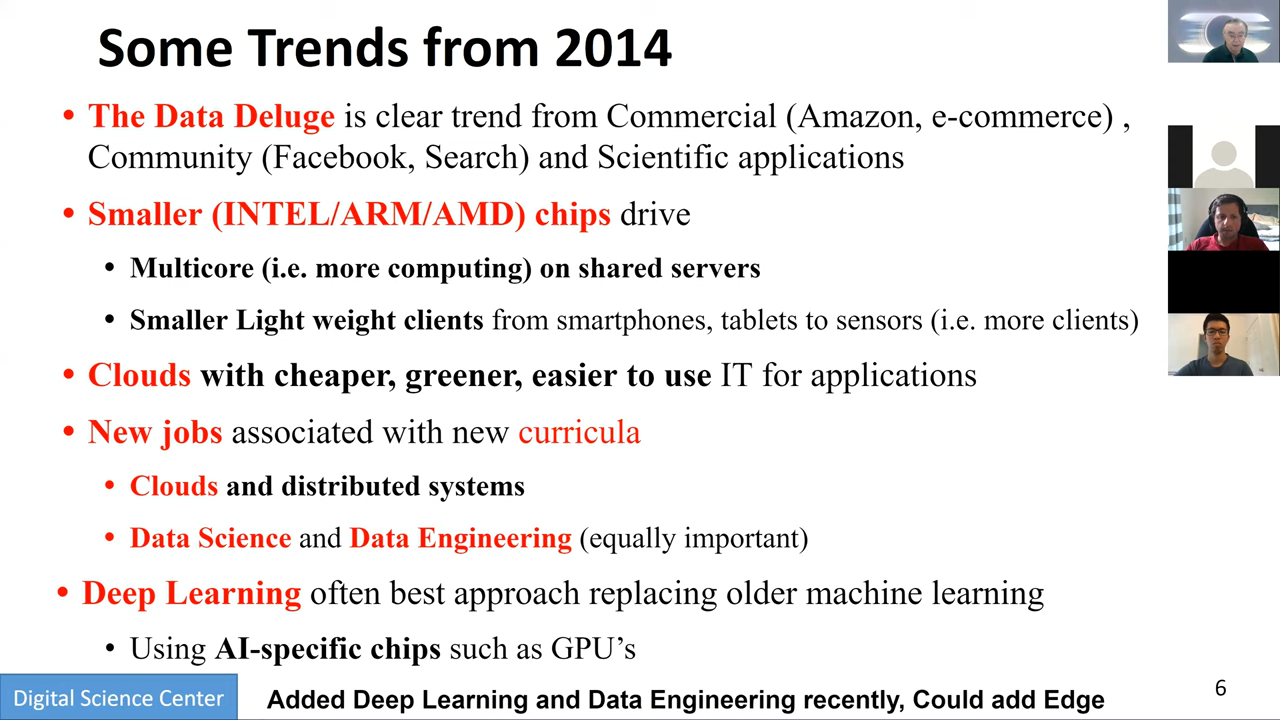 Some Trends from 2014
• The Data Deluge is clear trend from Commercial (Amazon, e-commerce) ,
Community (Facebook, Search) and Scientific applications
• Smaller (INTEL/ARM/AMD) chips drive
• Multicore (i.e. more computing) on shared servers
• Smaller Light weight clients from smartphones, tablets to sensors (i.e. more clients)
• Clouds with cheaper, greener, easier to use IT for applications
• New jobs associated with new curricula
• Clouds and distributed systems
• Data Science and Data Engineering (equally important)
• Deep Learning often best approach replacing older machine learning
• Using AI-specific chips such as GPU’s
Digital Science Center
Added Deep Learning and Data Engineering recently, Could add Edge
6